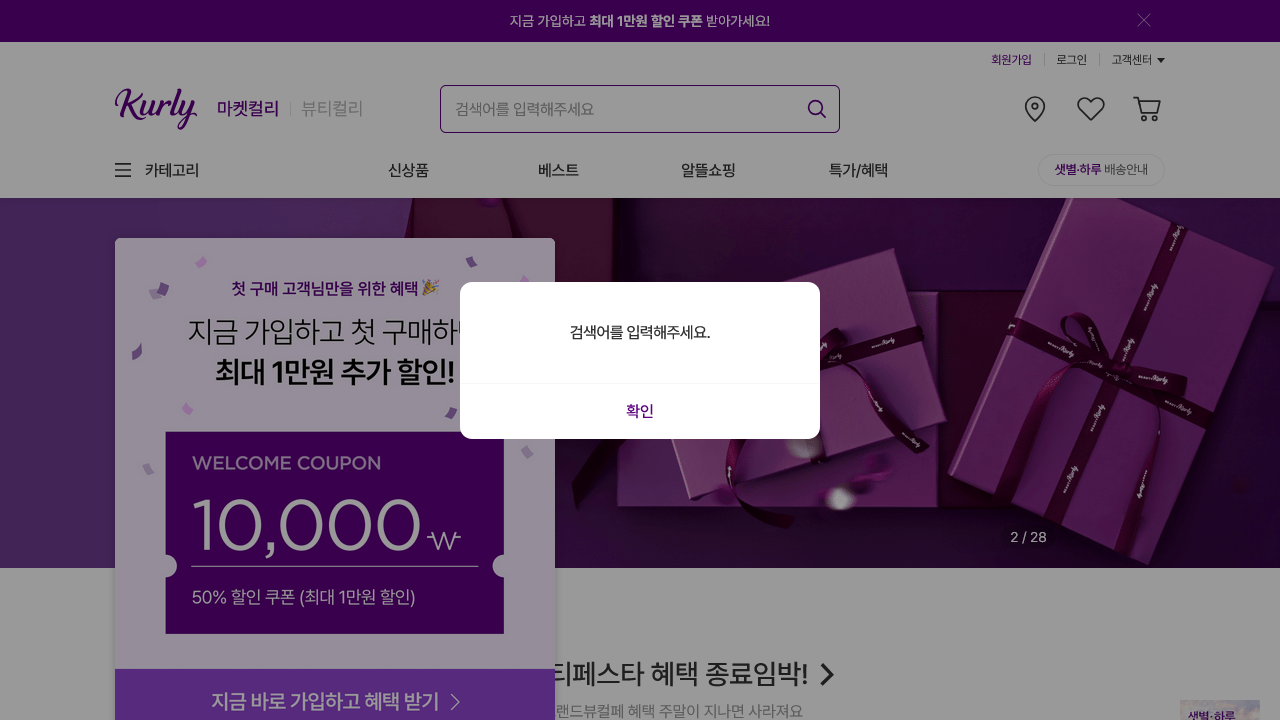 지금 가입하고 최대 1만원 할인 쿠폰 받아가세요!
회원가입
로그인
고객센터
Kurly
마켓컬리
뷰티컬리
검색어를 입력해주세요
카테고리
신상품
베스트
알뜰쇼핑
특가/혜택
샛별·하루 배송안내
첫 구매 고객님만을 위한 혜택
지금 가입하고 첫 구매하
최대 1만원 추가 할인!
검색어를 입력해주세요.
확인
WELCOME COUPON
10,000₩
50% 할인 쿠폰 (최대 1만원 할인)
지금 바로 가입하고 혜택 받기
2 / 28
티페스타 혜택 종료임박!
랜드뷰컬페 혜택 주말이 지나면 사라져요
샛별·하루